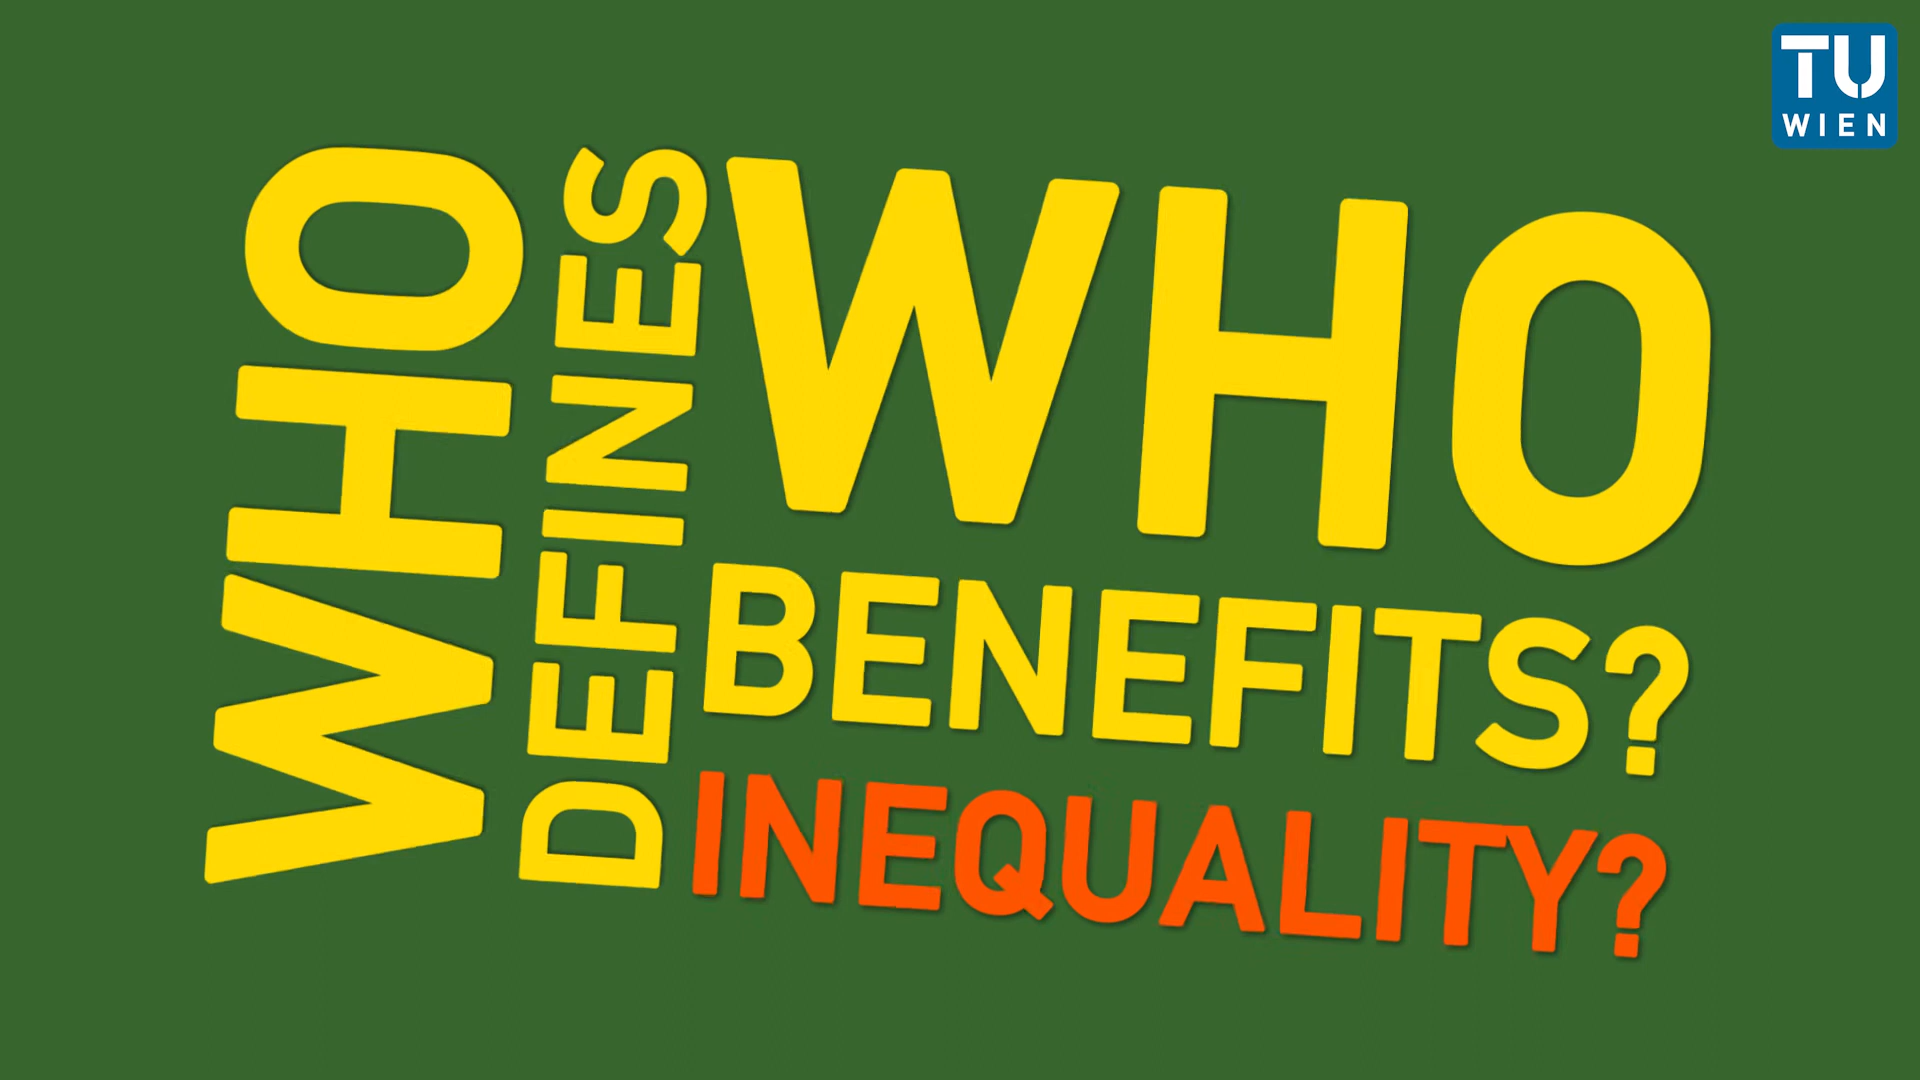 WHO
DEFINES
WHO
BENEFITS?
INEQUALITY?
TU
WIEN